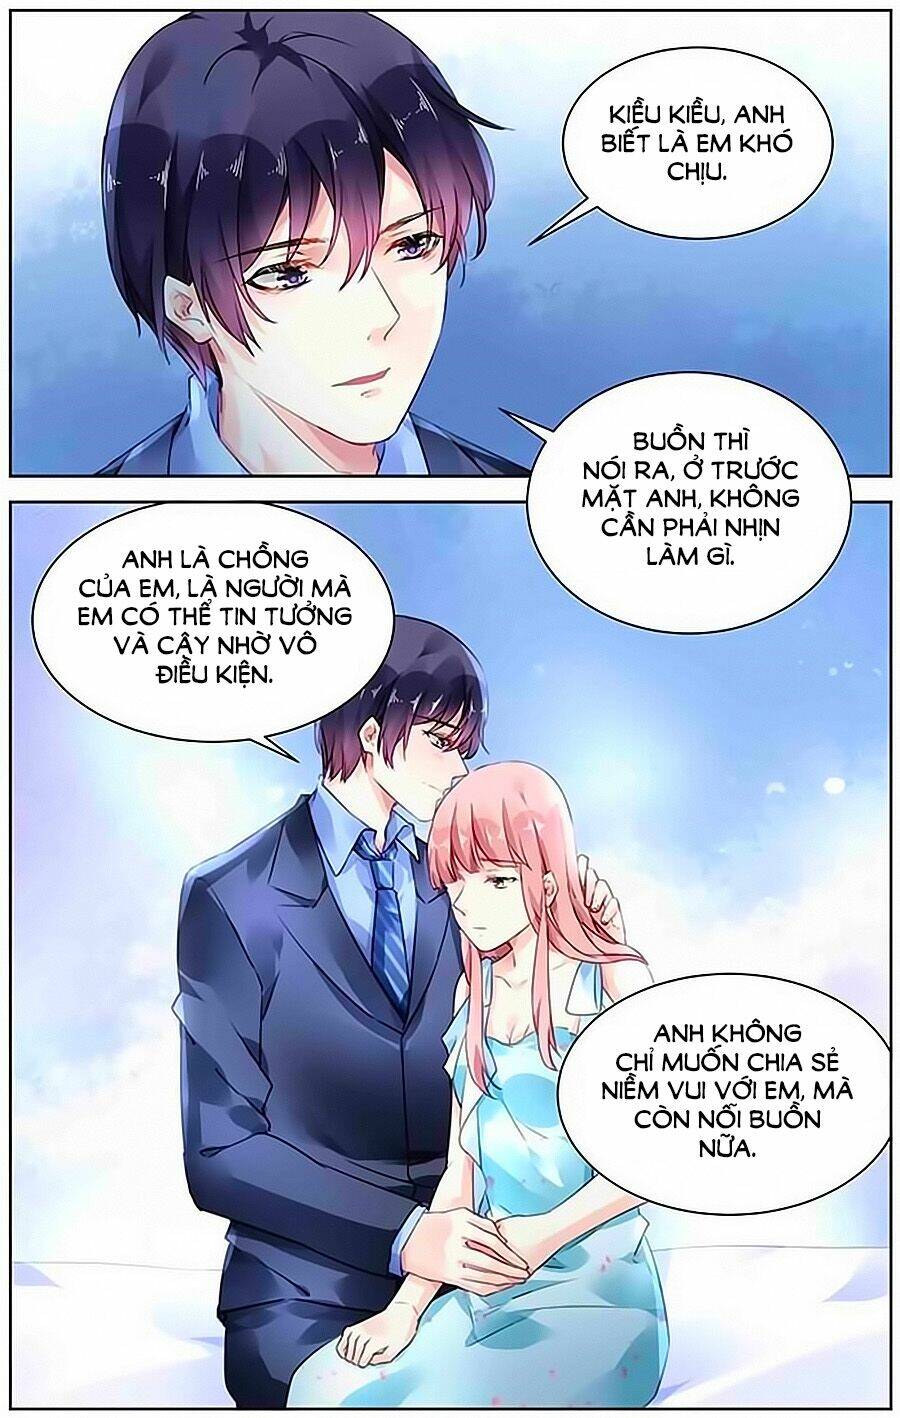 KIỀU KIỀU, ANH
BIẾT LÀ EM KHÓ
CHỊU.
BUỒN THÌ
NÓI RA, Ở TRƯỚC
MẶT ANH, KHÔNG
CẦN PHẢI NHỊN
LÀM GÌ.
ANH LÀ CHỒNG
CỦA EM, LÀ NGƯỜI MÀ
EM CÓ THỂ TIN TƯỞNG
VÀ CẬY NHỜ VÔ
ĐIỀU KIỆN.
ANH KHÔNG
CHỈ MUỐN CHIA SẺ
NIỀM VUI VỚI EM, MÀ
CÒN NỖI BUỒN
NỮA.